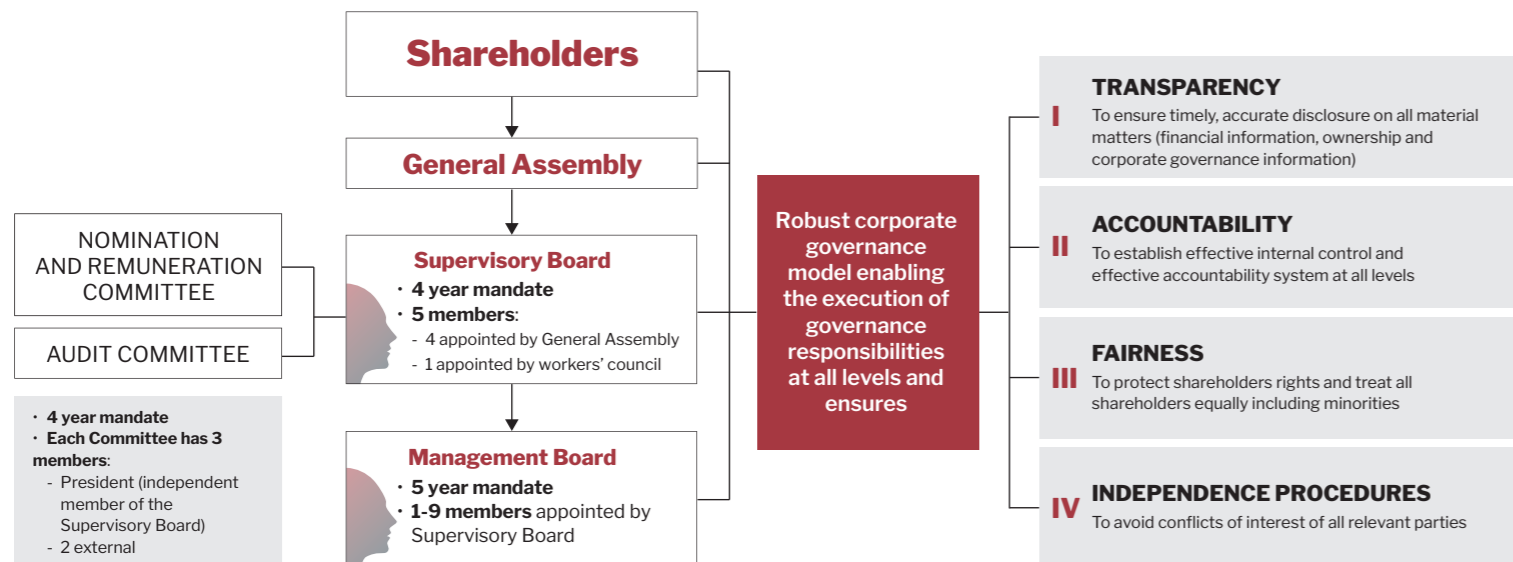 Shareholders
General Assembly
NOMINATION
AND REMUNERATION
COMMITTEE
AUDIT COMMITTEE
· 4 year mandate
· Each Committee has 3
members:
- President (independent
member of the
Supervisory Board)
- 2 external
Supervisory Board
· 4 year mandate
· 5 members:
- 4 appointed by General Assembly
- 1 appointed by workers’ council
Management Board
· 5 year mandate
· 1-9 members appointed by
Supervisory Board
Robust corporate
governance
model enabling
the execution of
governance
responsibilities
at all levels and
ensures
I
TRANSPARENCY
To ensure timely, accurate disclosure on all material
matters (financial information, ownership and
corporate governance information)
II
ACCOUNTABILITY
To establish effective internal control and
effective accountability system at all levels
III
FAIRNESS
To protect shareholders rights and treat all
shareholders equally including minorities
IV
INDEPENDENCE PROCEDURES
To avoid conflicts of interest of all relevant parties